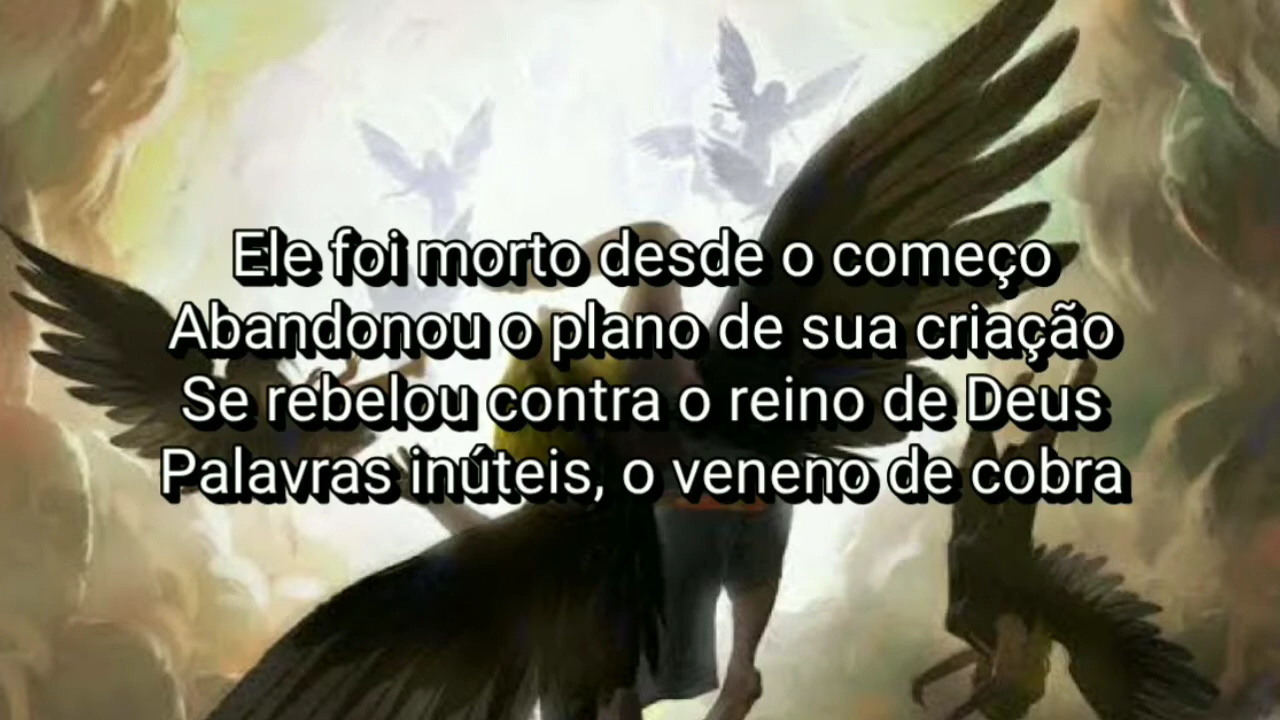 Ele foi morto desde o começo
Abandonou o plano de sua criação
Se rebelou contra o reino de Deus
Palavras inúteis, o veneno de cobra